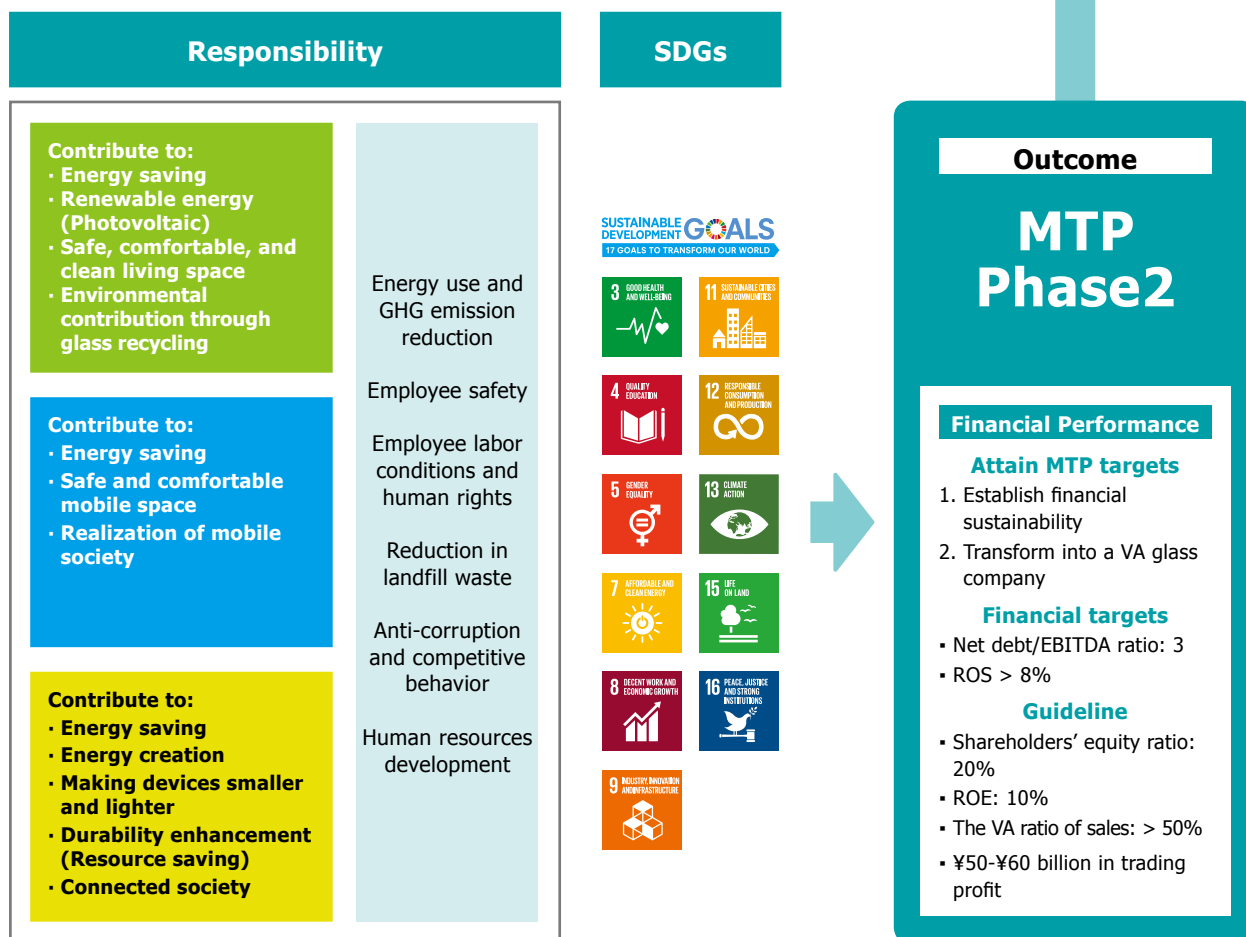 Responsibility
Contribute to:
· Energy saving
· Renewable energy
(Photovoltaic)
· Safe, comfortable, and
clean living space
· Environmental
contribution through
glass recycling
Contribute to:
· Energy saving
· Safe and comfortable
mobile space
· Realization of mobile
society
Contribute to:
· Energy saving
· Energy creation
· Making devices smaller
and lighter
· Durability enhancement
(Resource saving)
· Connected society
Energy use and
GHG emission
reduction
Employee safety
Employee labor
conditions and
human rights
Reduction in
landfill waste
Anti-corruption
and competitive
behavior
Human resources
development
SDGs
SUSTAINABLE
DEVELOPMENT GOALS
17 GOALS TO TRANSFORM OUR WORLD
3 GOOD HEALTH
AND WELL-BEING
11 SUSTAINABLE CITIES
AND COMMUNITIES
4 QUALITY
EDUCATION
12 RESPONSIBLE
CONSUMPTION
AND PRODUCTION
5 GENDER
EQUALITY
13 CLIMATE
ACTION
7 AFFORDABLE AND
CLEAN ENERGY
15 LIFE
ON LAND
8 DECENT WORK AND
ECONOMIC GROWTH
16 PEACE, JUSTICE
AND STRONG
INSTITUTIONS
9 INDUSTRY, INNOVATION
AND INFRASTRUCTURE
Outcome
MTP
Phase2
Financial Performance
Attain MTP targets
1. Establish financial
sustainability
2. Transform into a VA glass
company
Financial targets
▪ Net debt/EBITDA ratio: 3
▪ ROS > 8%
Guideline
▪ Shareholders’ equity ratio:
20%
▪ ROE: 10%
▪ The VA ratio of sales: > 50%
▪ ¥50-¥60 billion in trading
profit